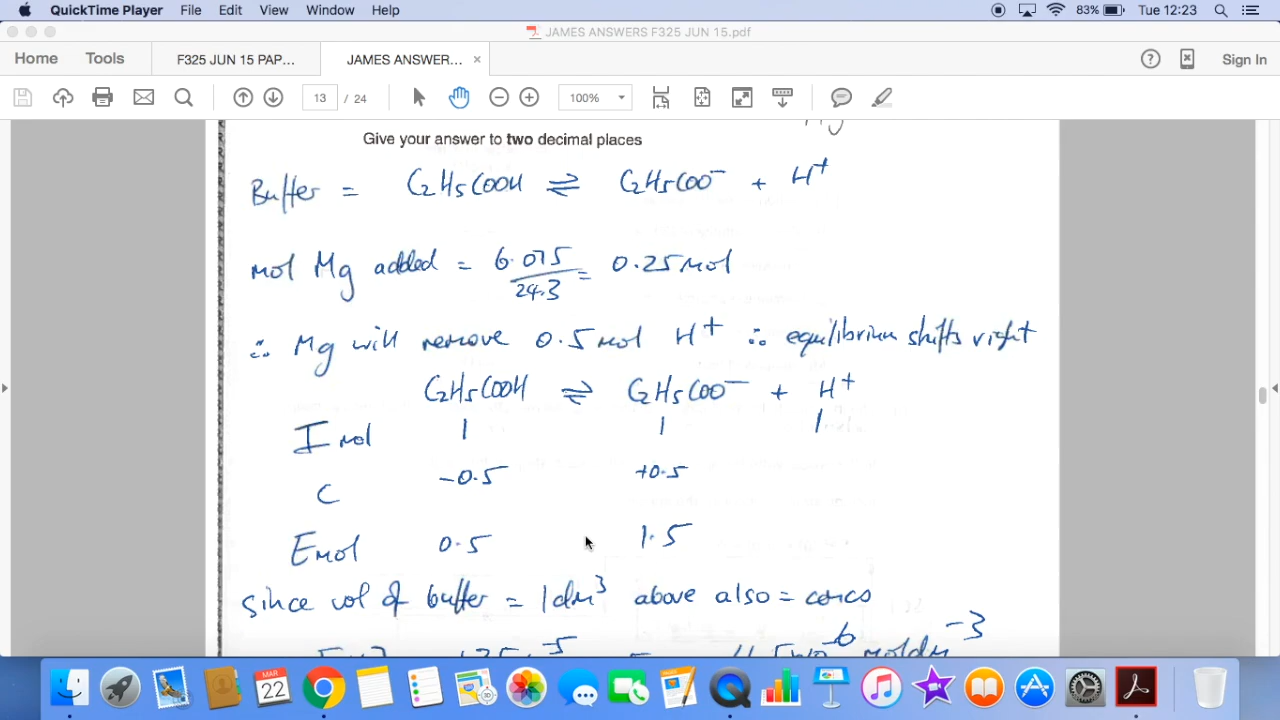 QuickTime Player File Edit View Window Help 83% Tue 12:23
JAMES ANSWERS F325 JUN 15.pdf
Home Tools F325 JUN 15 PAP... JAMES ANSWER... × Sign In
13 / 24 100%
Mg
Give your answer to two decimal places
Buffer = C2H5COOH ⇌ C2H5COO⁻ + H⁺
mol Mg added = 6.075/24.3 = 0.25 mol
∴ Mg will remove 0.5 mol H⁺ ∴ equilibrium shifts right
C2H5COOH ⇌ C2H5COO⁻ + H⁺
I mol 1 1 1
C -0.5 +0.5
E mol 0.5 1.5
since vol of buffer = 1dm³ above also = concs
moldm⁻³
MAR
22